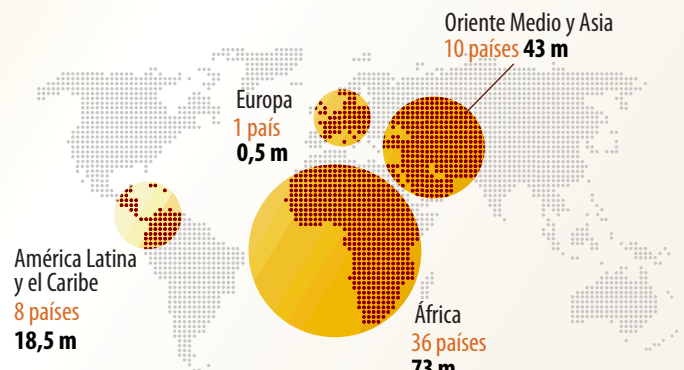 Oriente Medio y Asia
10 países 43 m
Europa
1 país
0,5 m
América Latina
y el Caribe
8 países
18,5 m
África
36 países
73 m